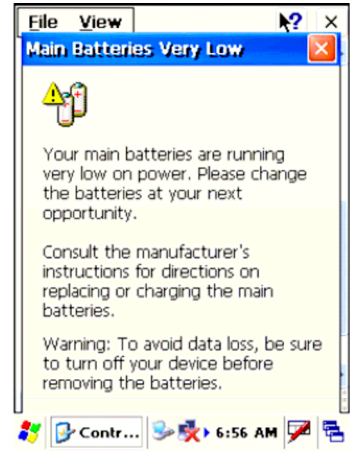 File View ? ×
Main Batteries Very Low
Your main batteries are running
very low on power. Please change
the batteries at your next
opportunity.
Consult the manufacturer's
instructions for directions on
replacing or charging the main
batteries.
Warning: To avoid data loss, be sure
to turn off your device before
removing the batteries.
Contr... 6:56 AM